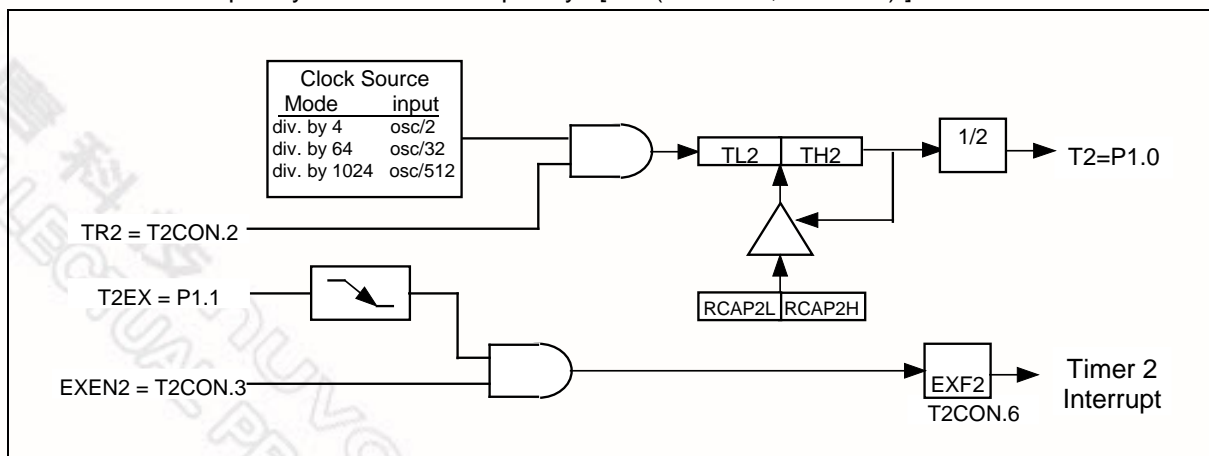 Clock Source
Mode input
div. by 4 osc/2
div. by 64 osc/32
div. by 1024 osc/512
TL2 TH2
1/2
T2=P1.0
TR2 = T2CON.2
T2EX = P1.1
RCAP2L RCAP2H
EXEN2 = T2CON.3
EXF2
T2CON.6
Timer 2
Interrupt